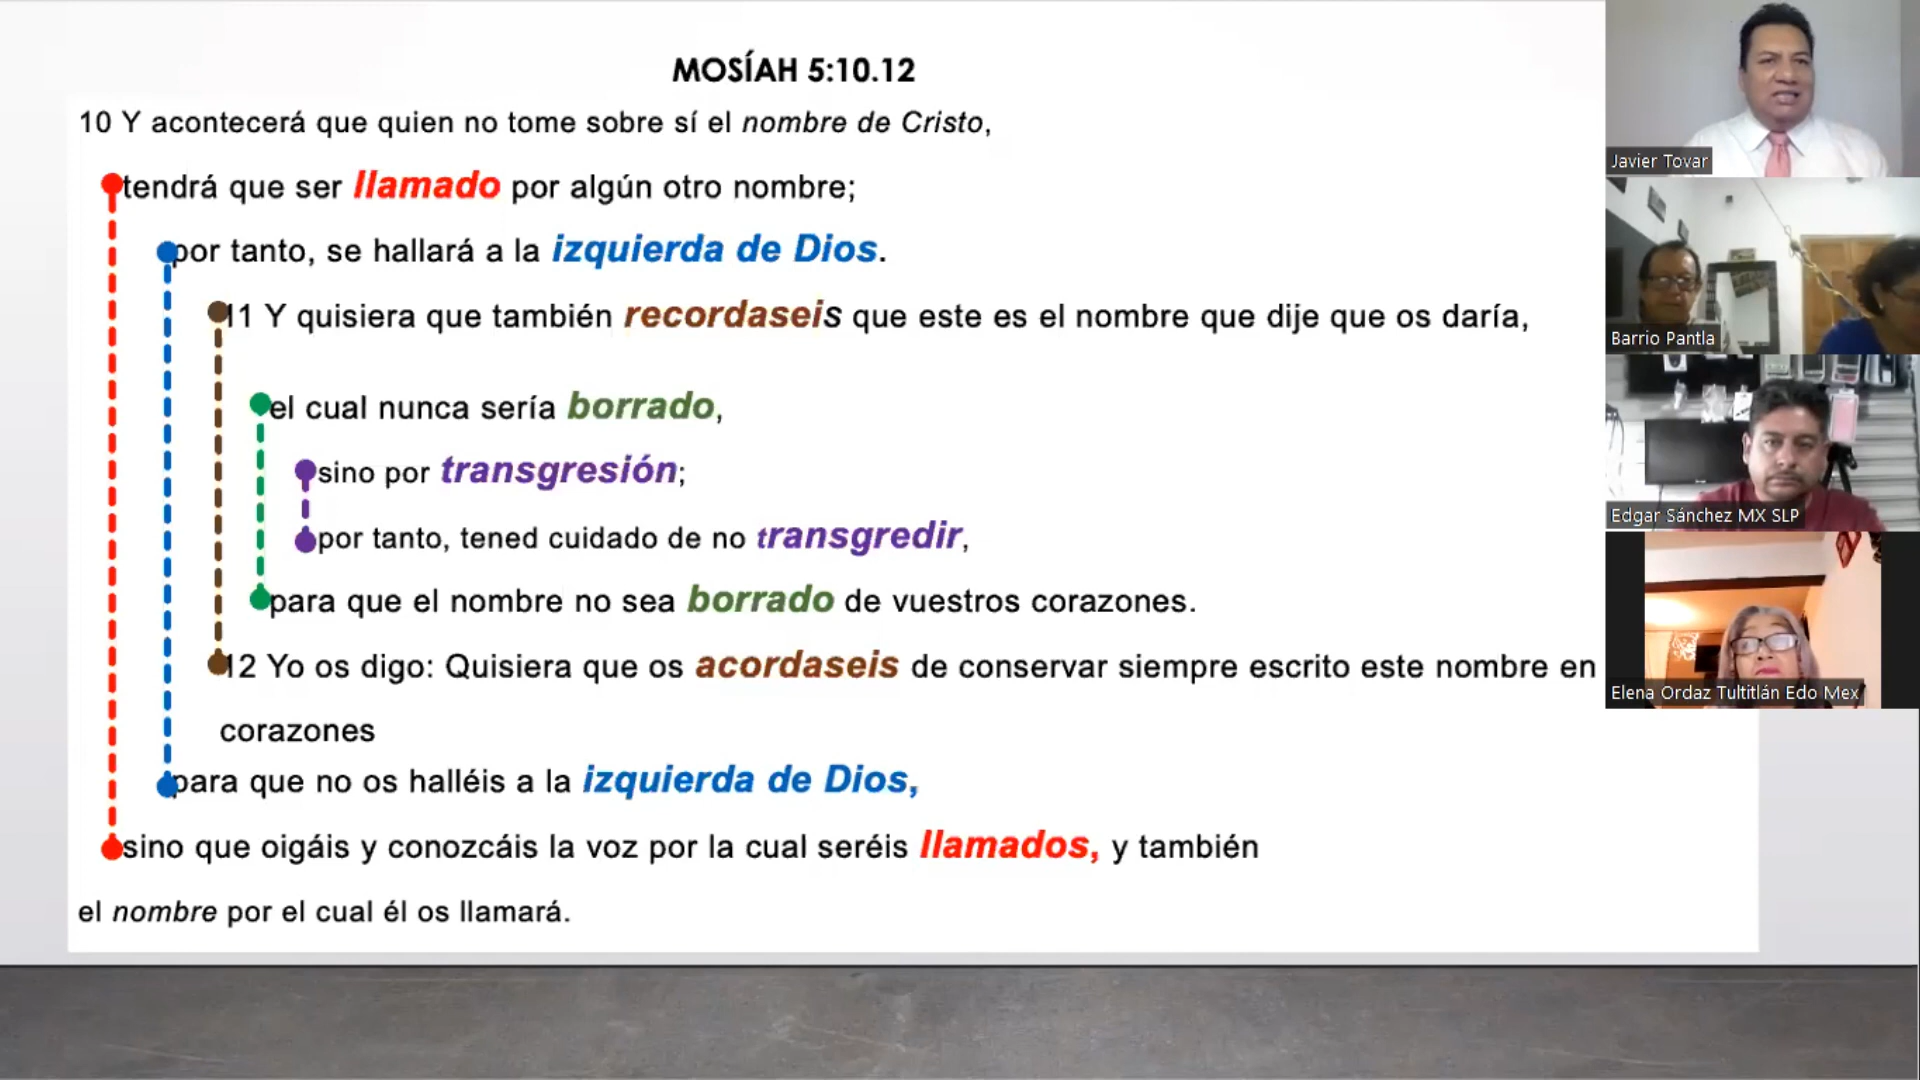 MOSÍAH 5:10.12
10 Y acontecerá que quien no tome sobre sí el nombre de Cristo,
tendrá que ser llamado por algún otro nombre;
por tanto, se hallará a la izquierda de Dios.
11 Y quisiera que también recordaseis que este es el nombre que dije que os daría,
el cual nunca sería borrado,
sino por transgresión;
por tanto, tened cuidado de no transgredir,
para que el nombre no sea borrado de vuestros corazones.
12 Yo os digo: Quisiera que os acordaseis de conservar siempre escrito este nombre en
corazones
para que no os halléis a la izquierda de Dios,
sino que oigáis y conozcáis la voz por la cual seréis llamados, y también
el nombre por el cual él os llamará.
Javier Tovar
Barrio Pantla
Edgar Sánchez MX SLP
Elena Ordaz Tultitlán Edo Mex